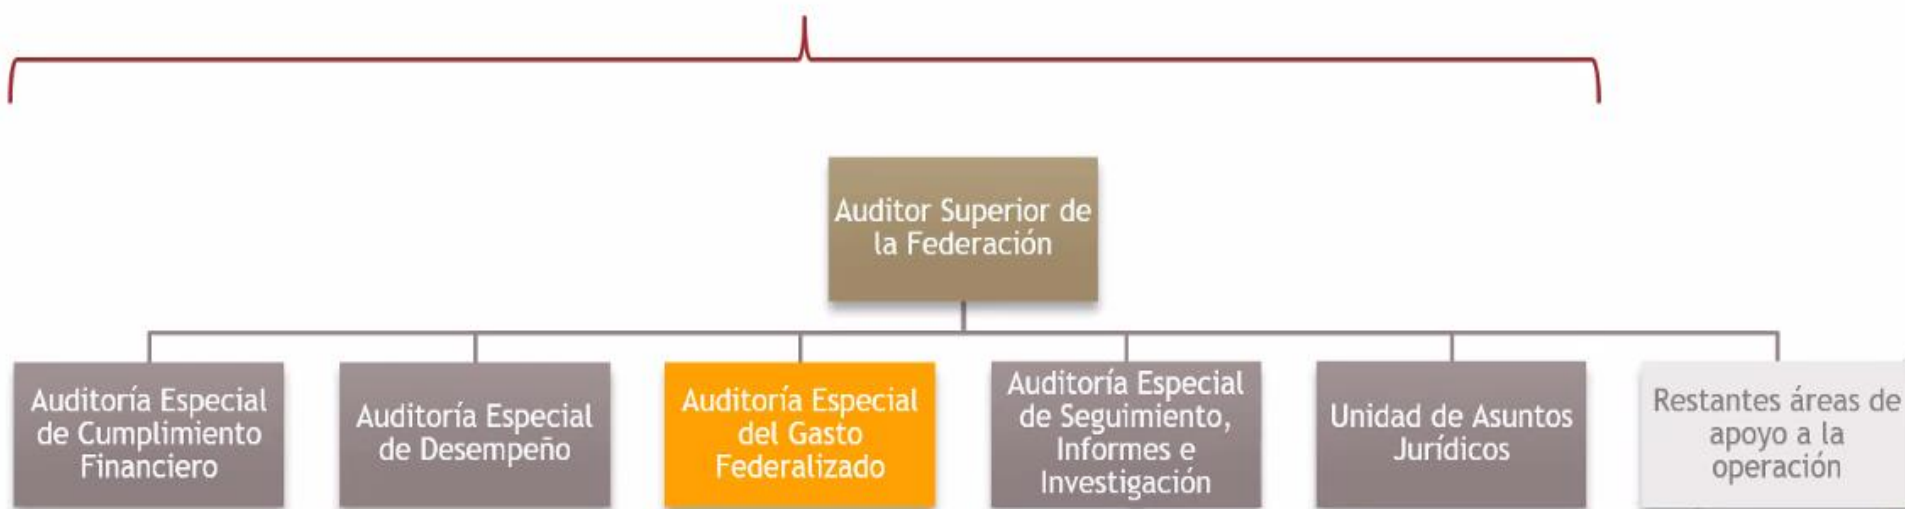 Auditor Superior de
la Federación
Auditoría Especial
de Cumplimiento
Financiero
Auditoría Especial
de Desempeño
Auditoría Especial
del Gasto
Federalizado
Auditoría Especial
de Seguimiento,
Informes e
Investigación
Unidad de Asuntos
Jurídicos
Restantes áreas de
apoyo a la
operación